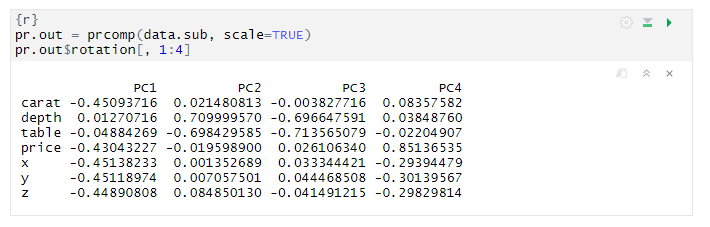 {r}
pr.out = prcomp(data.sub, scale=TRUE)
pr.out$rotation[, 1:4]
PC1 PC2 PC3 PC4
carat -0.45093716 0.021480813 -0.003827716 0.08357582
depth 0.01270716 0.709999570 -0.696647591 0.03848760
table -0.04884269 -0.698429585 -0.713565079 -0.02204907
price -0.43043227 -0.019598900 0.026106340 0.85136535
x -0.45138233 0.001352689 0.033344421 -0.29394479
y -0.45118974 0.007057501 0.044468508 -0.30139567
z -0.44890808 0.084850130 -0.041491215 -0.29829814